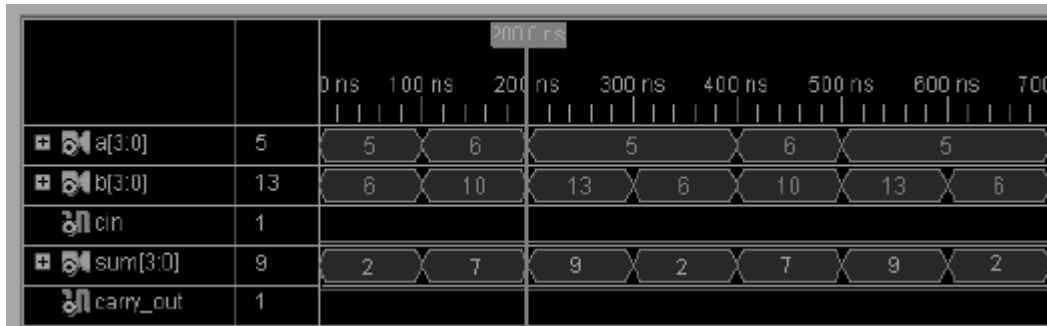 200.0 ns
0 ns 100 ns 200 ns 300 ns 400 ns 500 ns 600 ns 700
a[3:0] 5 5 6 5 6 5
b[3:0] 13 6 10 13 6 10 13 6
cin 1
sum[3:0] 9 2 7 9 2 7 9 2
carry_out 1